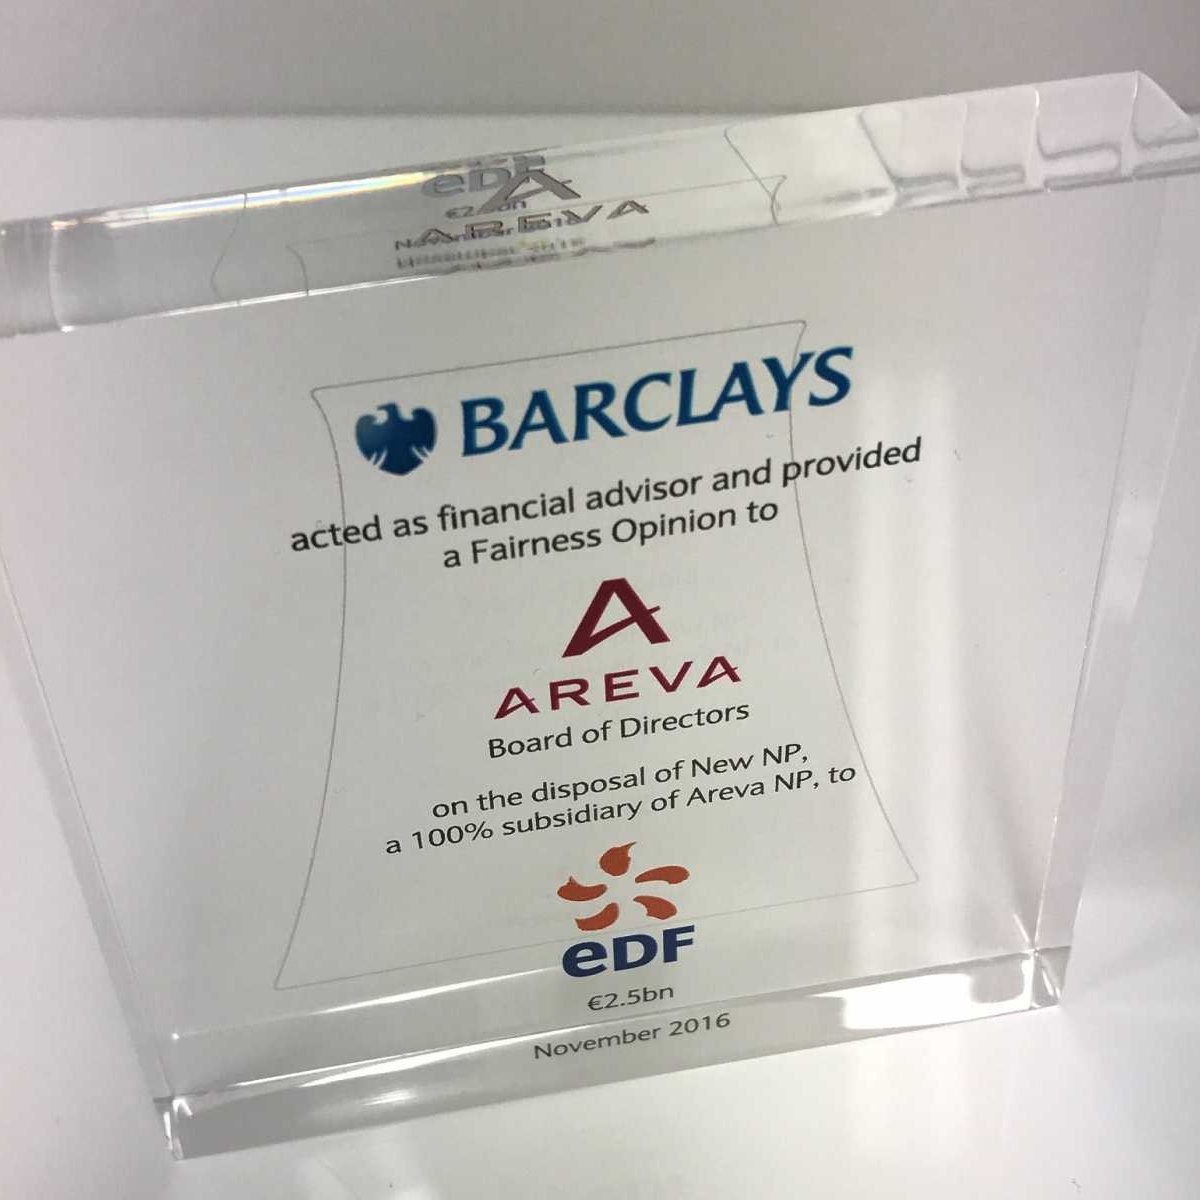 BARCLAYS
acted as financial advisor and provided
a Fairness Opinion to
AREVA
Board of Directors
on the disposal of New NP,
a 100% subsidiary of Areva NP, to
eDF
€2.5bn
November 2016